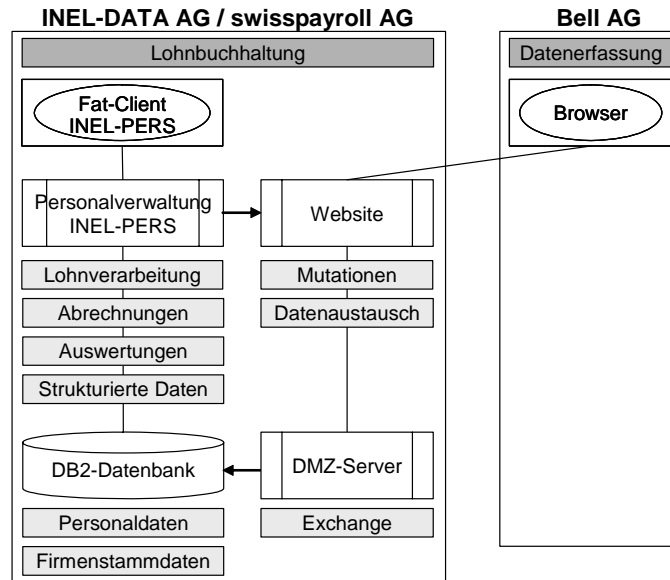 INEL-DATA AG / swisspayroll AG
Bell AG
Lohnbuchhaltung
Datenerfassung
Fat-Client
INEL-PERS
Browser
Personalverwaltung
INEL-PERS
Website
Lohnverarbeitung
Mutationen
Abrechnungen
Datenaustausch
Auswertungen
Strukturierte Daten
DB2-Datenbank
DMZ-Server
Personaldaten
Exchange
Firmenstammdaten